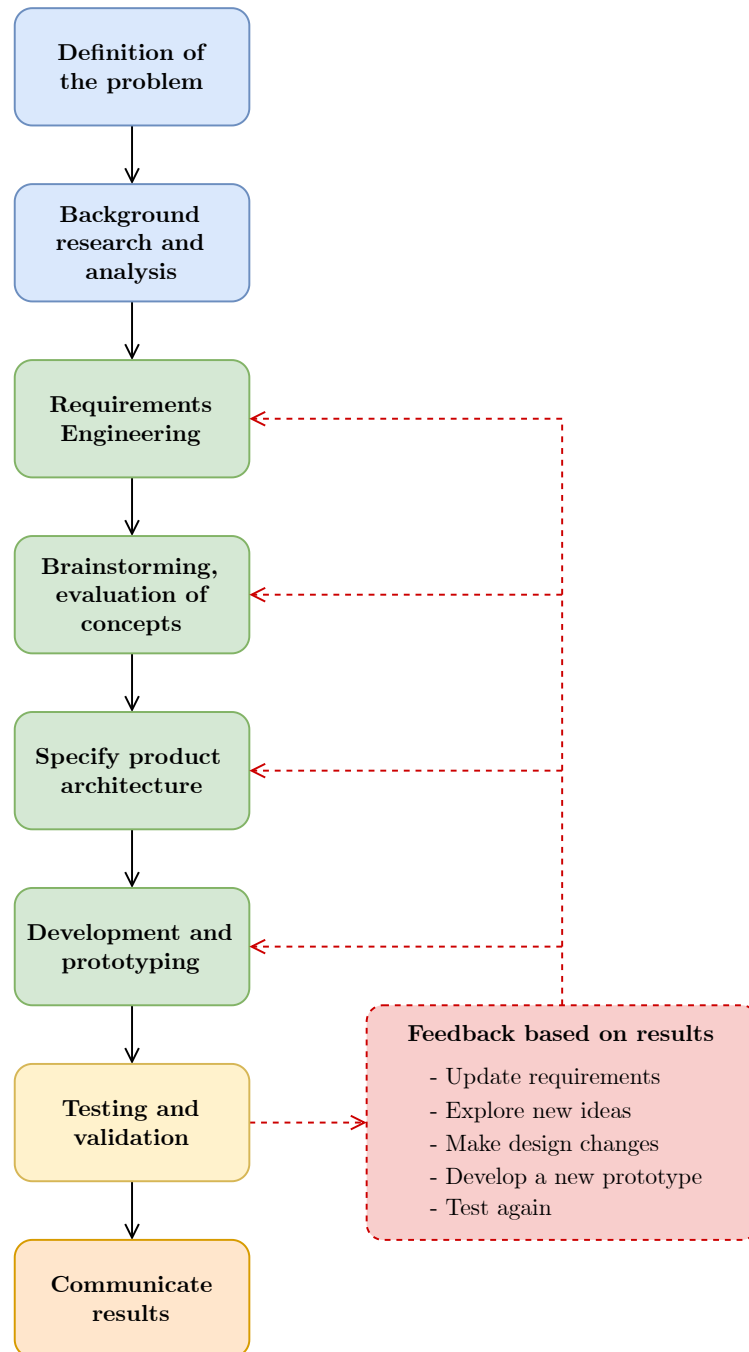 Definition of
the problem
Background
research and
analysis
Requirements
Engineering
Brainstorming,
evaluation of
concepts
Specify product
architecture
Development and
prototyping
Testing and
validation
Feedback based on results
- Update requirements
- Explore new ideas
- Make design changes
- Develop a new prototype
- Test again
Communicate
results